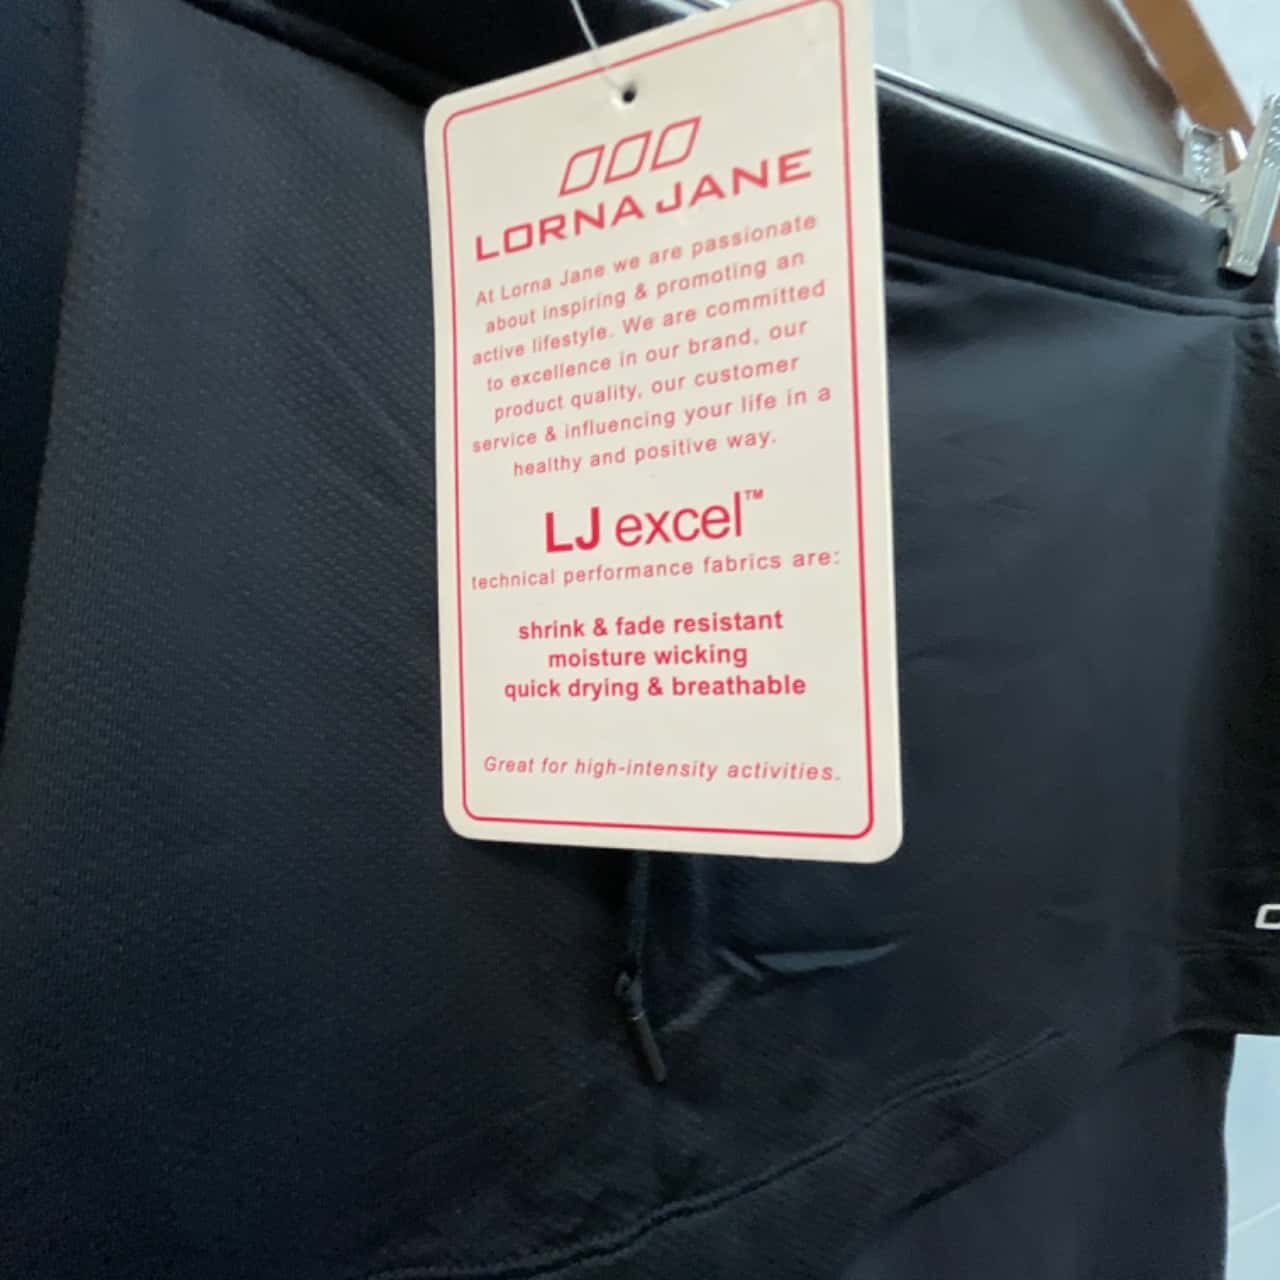 LORNA JANE
At Lorna Jane we are passionate
about inspiring & promoting an
active lifestyle. We are committed
to excellence in our brand, our
product quality, our customer
service & influencing your life in a
healthy and positive way.
LJ excel™
technical performance fabrics are:
shrink & fade resistant
moisture wicking
quick drying & breathable
Great for high-intensity activities.